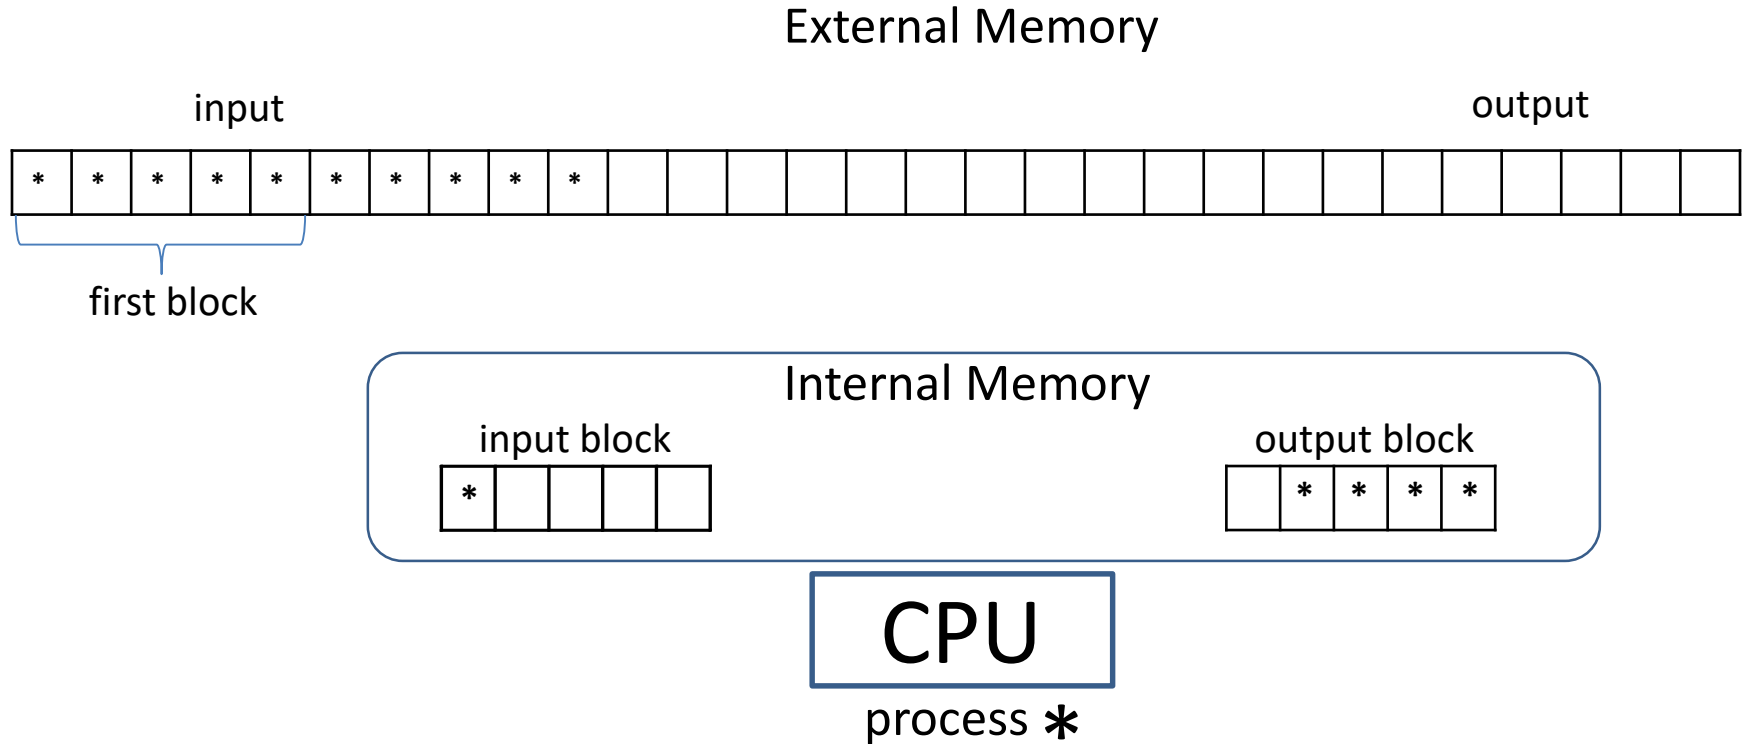 External Memory
input
output
* * * * * * * * * *
first block
Internal Memory
input block
output block
*
* * * *
CPU
process *